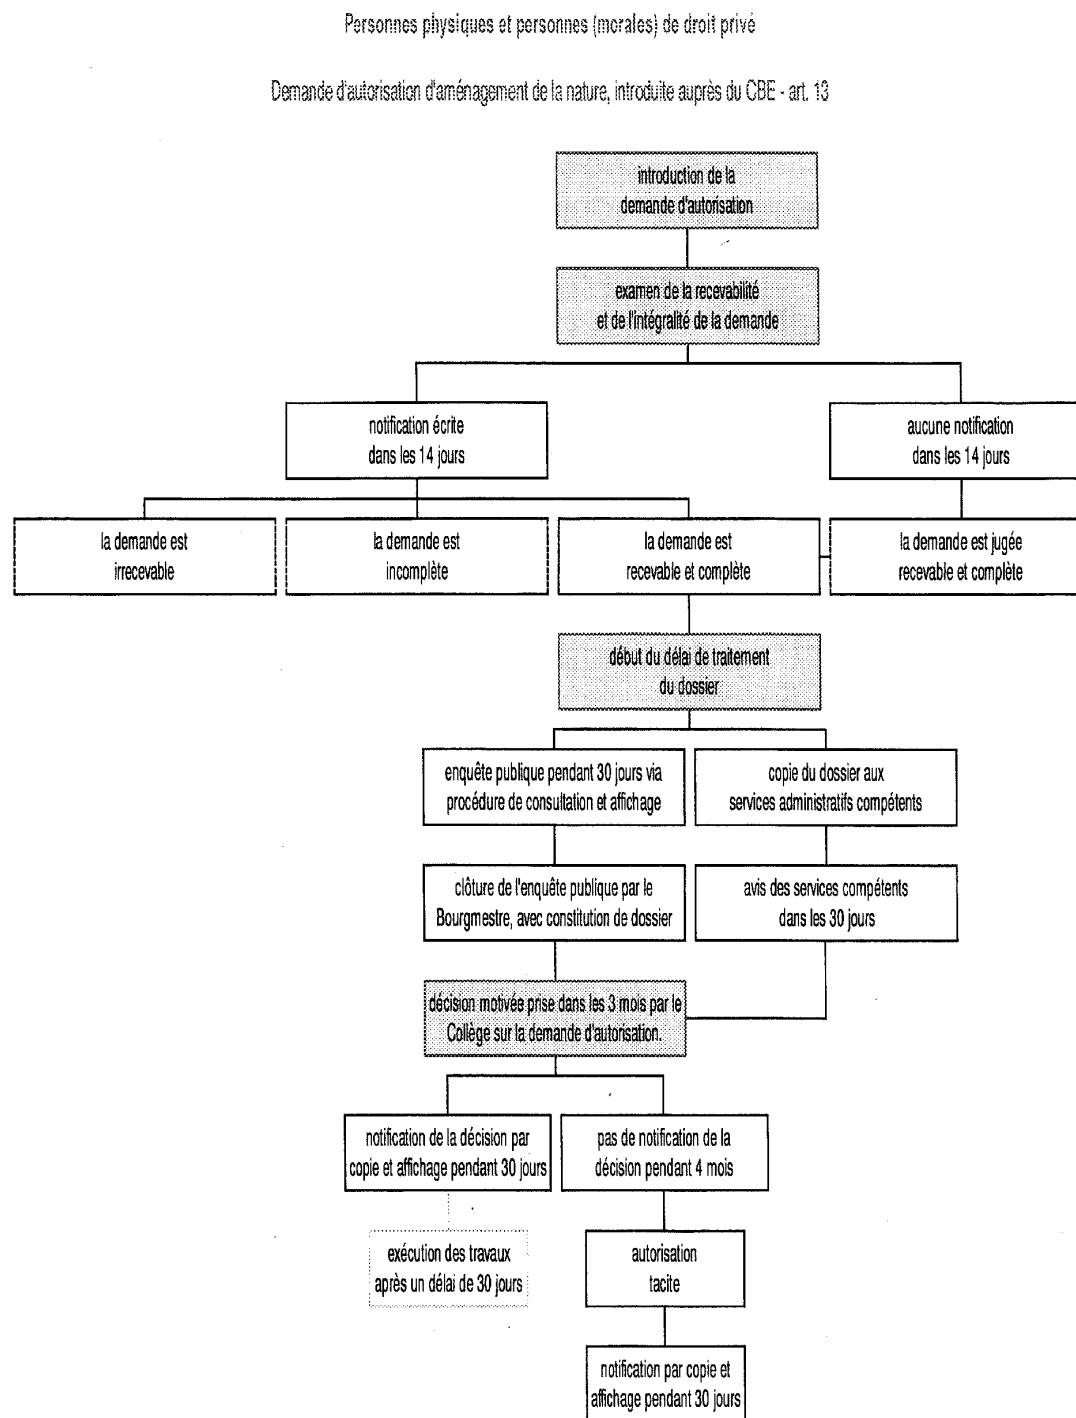 Personnes physiques et personnes (morales) de droit privé
Demande d'autorisation d'aménagement de la nature, introduite auprès du CBE - art. 13
introduction de la
demande d'autorisation
examen de la recevabilité
et de l'intégralité de la demande
notification écrite
dans les 14 jours
aucune notification
dans les 14 jours
la demande est
irrecevable
la demande est
incomplète
la demande est
recevable et complète
la demande est jugée
recevable et complète
début du délai de traitement
du dossier
enquête publique pendant 30 jours via
procédure de consultation et affichage
copie du dossier aux
services administratifs compétents
clôture de l'enquête publique par le
Bourgmestre, avec constitution de dossier
avis des services compétents
dans les 30 jours
décision motivée prise dans les 3 mois par le
Collège sur la demande d'autorisation.
notification de la décision par
copie et affichage pendant 30 jours
pas de notification de la
décision pendant 4 mois
exécution des travaux
après un délai de 30 jours
autorisation
tacite
notification par copie et
affichage pendant 30 jours